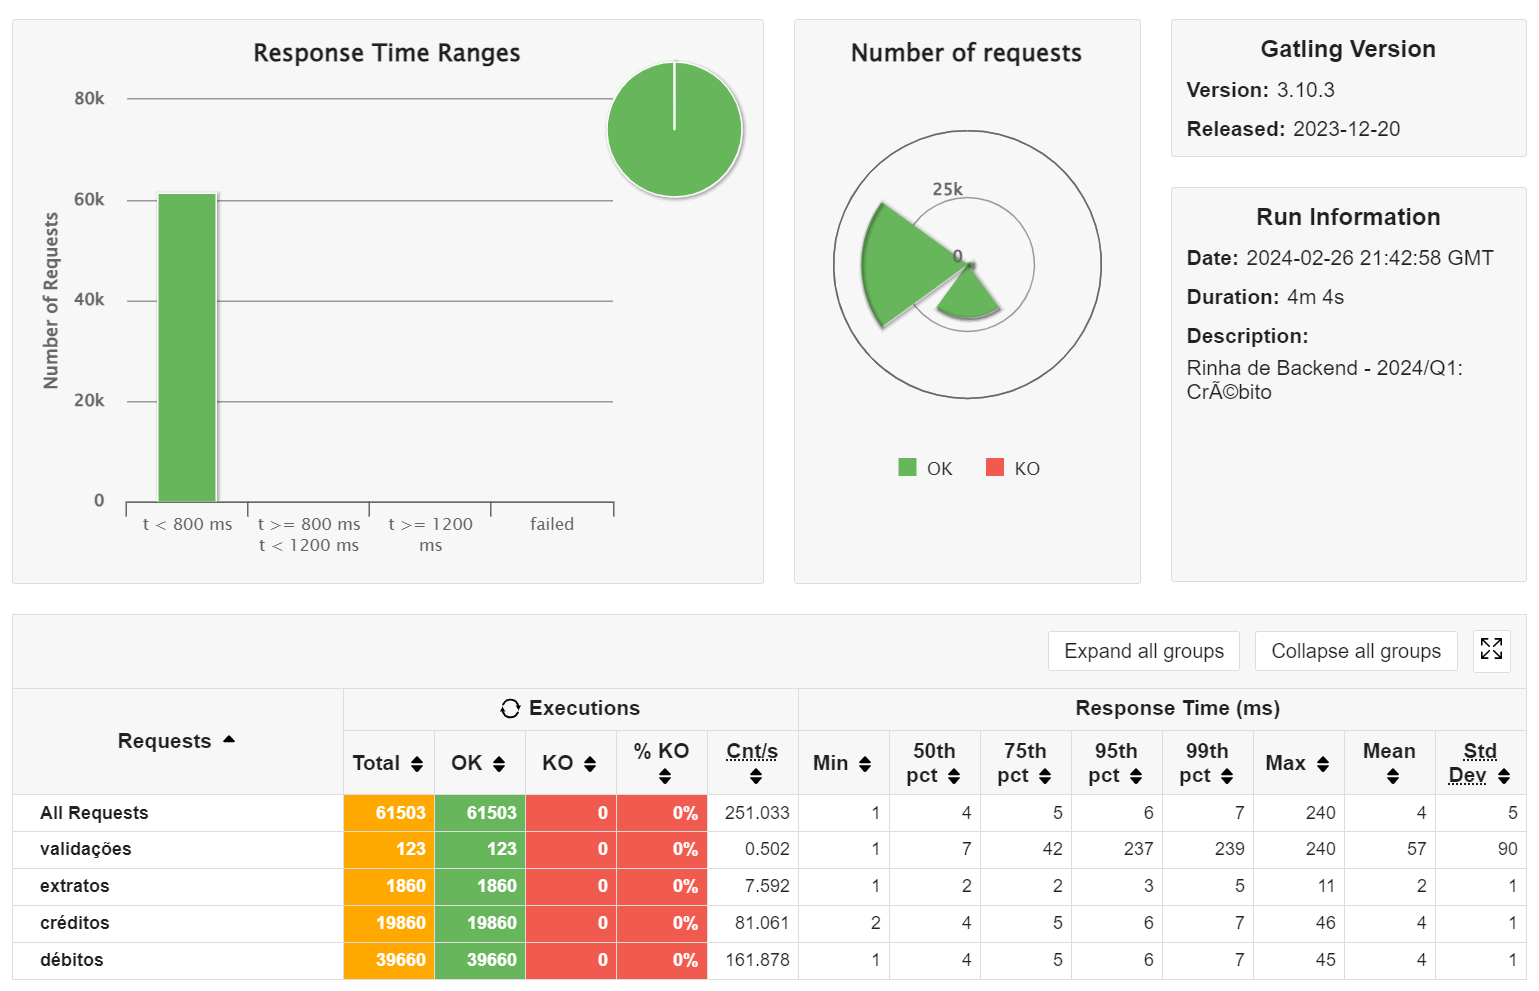 Response Time Ranges
80k
60k
40k
20k
0
Number of Requests
t < 800 ms
t >= 800 ms
t < 1200 ms
t >= 1200
ms
failed
Number of requests
25k
0
OK
KO
Gatling Version
Version: 3.10.3
Released: 2023-12-20
Run Information
Date: 2024-02-26 21:42:58 GMT
Duration: 4m 4s
Description:
Rinha de Backend - 2024/Q1:
CrÃ©bito
Expand all groups
Collapse all groups
Requests
Executions
Response Time (ms)
Total OK KO % KO Cnt/s Min 50th pct 75th pct 95th pct 99th pct Max Mean Std Dev
All Requests 61503 61503 0 0% 251.033 1 4 5 6 7 240 4 5
validações 123 123 0 0% 0.502 1 7 42 237 239 240 57 90
extratos 1860 1860 0 0% 7.592 1 2 2 3 5 11 2 1
créditos 19860 19860 0 0% 81.061 2 4 5 6 7 46 4 1
débitos 39660 39660 0 0% 161.878 1 4 5 6 7 45 4 1